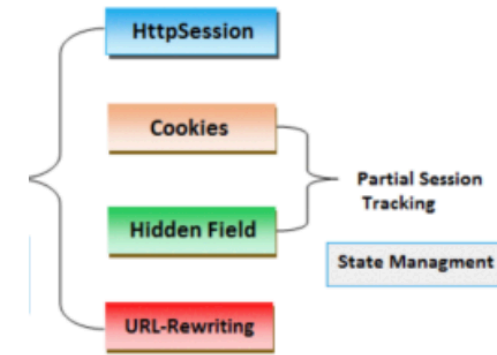 HttpSession
Cookies
Partial Session
Tracking
Hidden Field
State Managment
URL-Rewriting